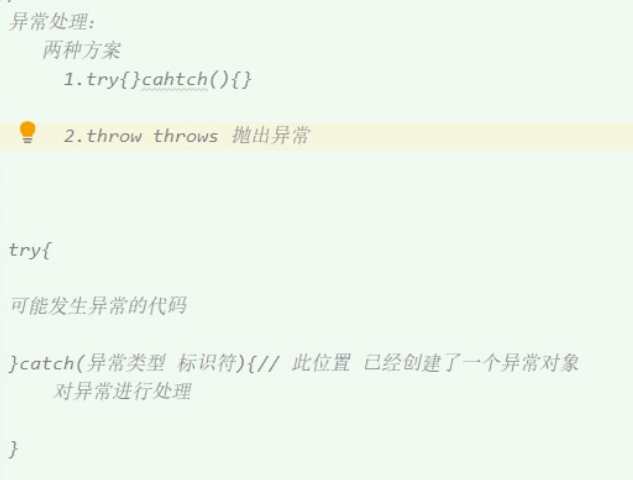 异常处理：
两种方案
1.try{}cahtch(){}
2.throw throws 抛出异常
try{
可能发生异常的代码
}catch(异常类型 标识符){// 此位置 已经创建了一个异常对象
对异常进行处理
}